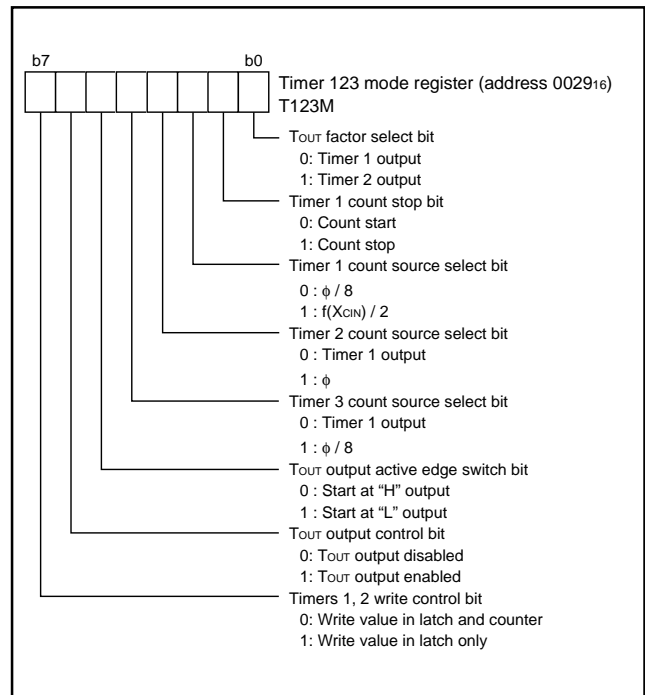 b7 b0
Timer 123 mode register (address 002916)
T123M
TOUT factor select bit
0: Timer 1 output
1: Timer 2 output
Timer 1 count stop bit
0: Count start
1: Count stop
Timer 1 count source select bit
0 : ϕ / 8
1 : f(XCIN) / 2
Timer 2 count source select bit
0 : Timer 1 output
1 : ϕ
Timer 3 count source select bit
0 : Timer 1 output
1 : ϕ / 8
TOUT output active edge switch bit
0 : Start at “H” output
1 : Start at “L” output
TOUT output control bit
0: TOUT output disabled
1: TOUT output enabled
Timers 1, 2 write control bit
0: Write value in latch and counter
1: Write value in latch only